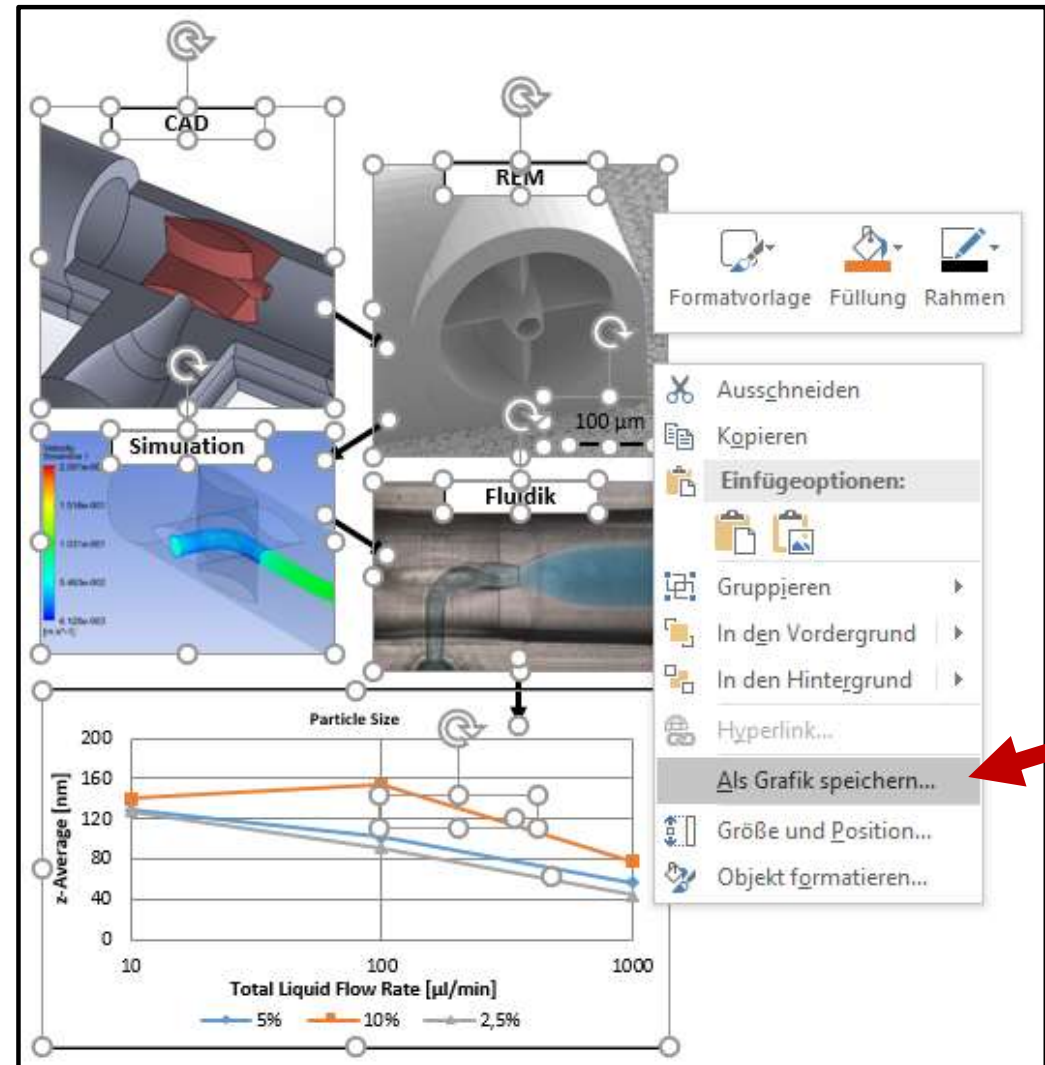 CAD
REM
100 µm
Simulation
Velocity
[m s^-1]
Fluidik
Formatvorlage Füllung Rahmen
Ausschneiden
Kopieren
Einfügeoptionen:
Gruppieren
In den Vordergrund
In den Hintergrund
Hyperlink...
Als Grafik speichern...
Größe und Position...
Objekt formatieren...
Particle Size
z-Average [nm]
200
160
120
80
40
0
10 100 1000
Total Liquid Flow Rate [µl/min]
5% 10% 2,5%